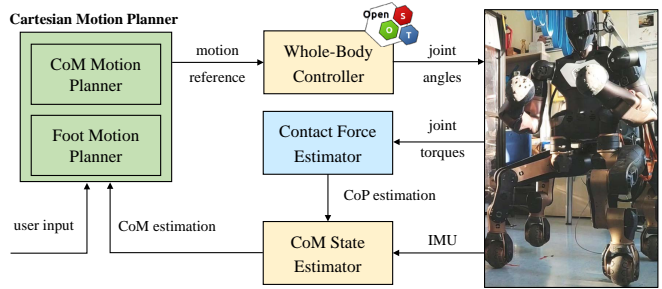 Cartesian Motion Planner
CoM Motion
Planner
Foot Motion
Planner
motion
reference
Open
S
O
T
Whole-Body
Controller
joint
angles
Contact Force
Estimator
joint
torques
CoP estimation
user input
CoM estimation
CoM State
Estimator
IMU